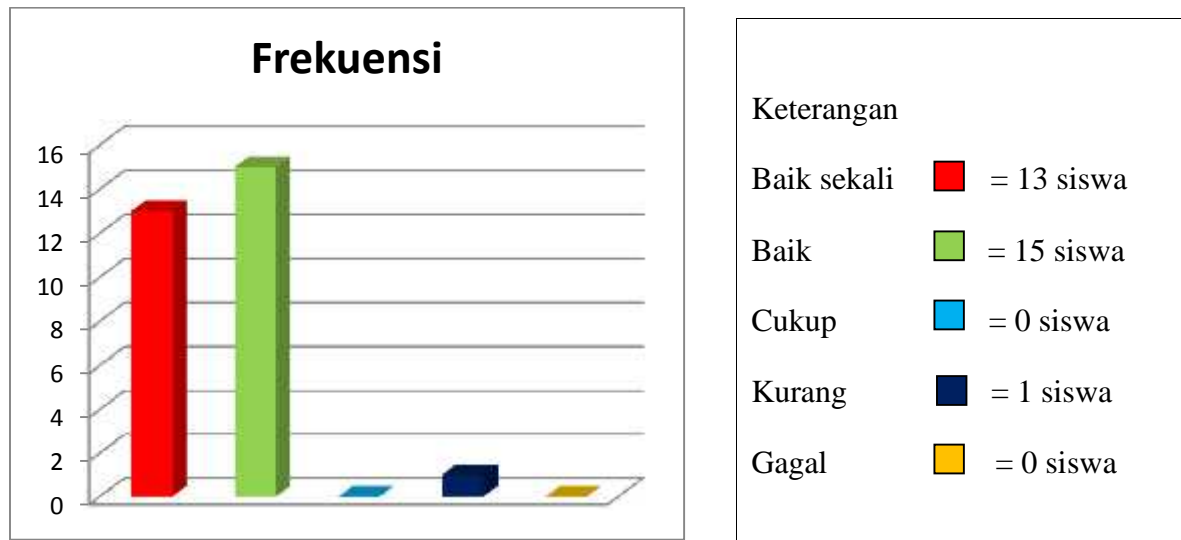 Frekuensi
16
14
12
10
8
6
4
2
0
Keterangan
Baik sekali = 13 siswa
Baik = 15 siswa
Cukup = 0 siswa
Kurang = 1 siswa
Gagal = 0 siswa